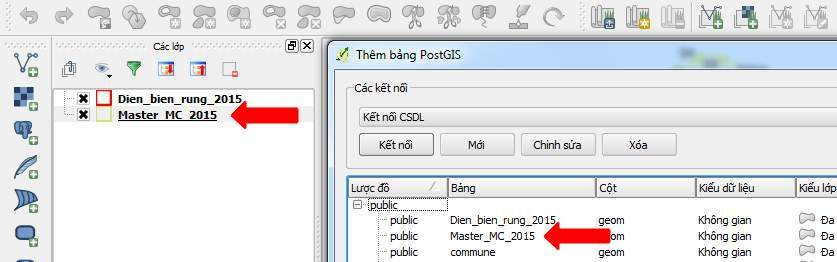 Các lớp
Dien_bien_rung_2015
Master_MC_2015
Thêm bảng PostGIS
Các kết nối
Kết nối CSDL
Kết nối Mới Chỉnh sửa Xóa
Lược đồ Bảng Cột Kiểu dữ liệu Kiểu lớp
public
public Dien_bien_rung_2015 geom Không gian Đa
public Master_MC_2015 geom Không gian Đa
public commune geom Không gian Đa